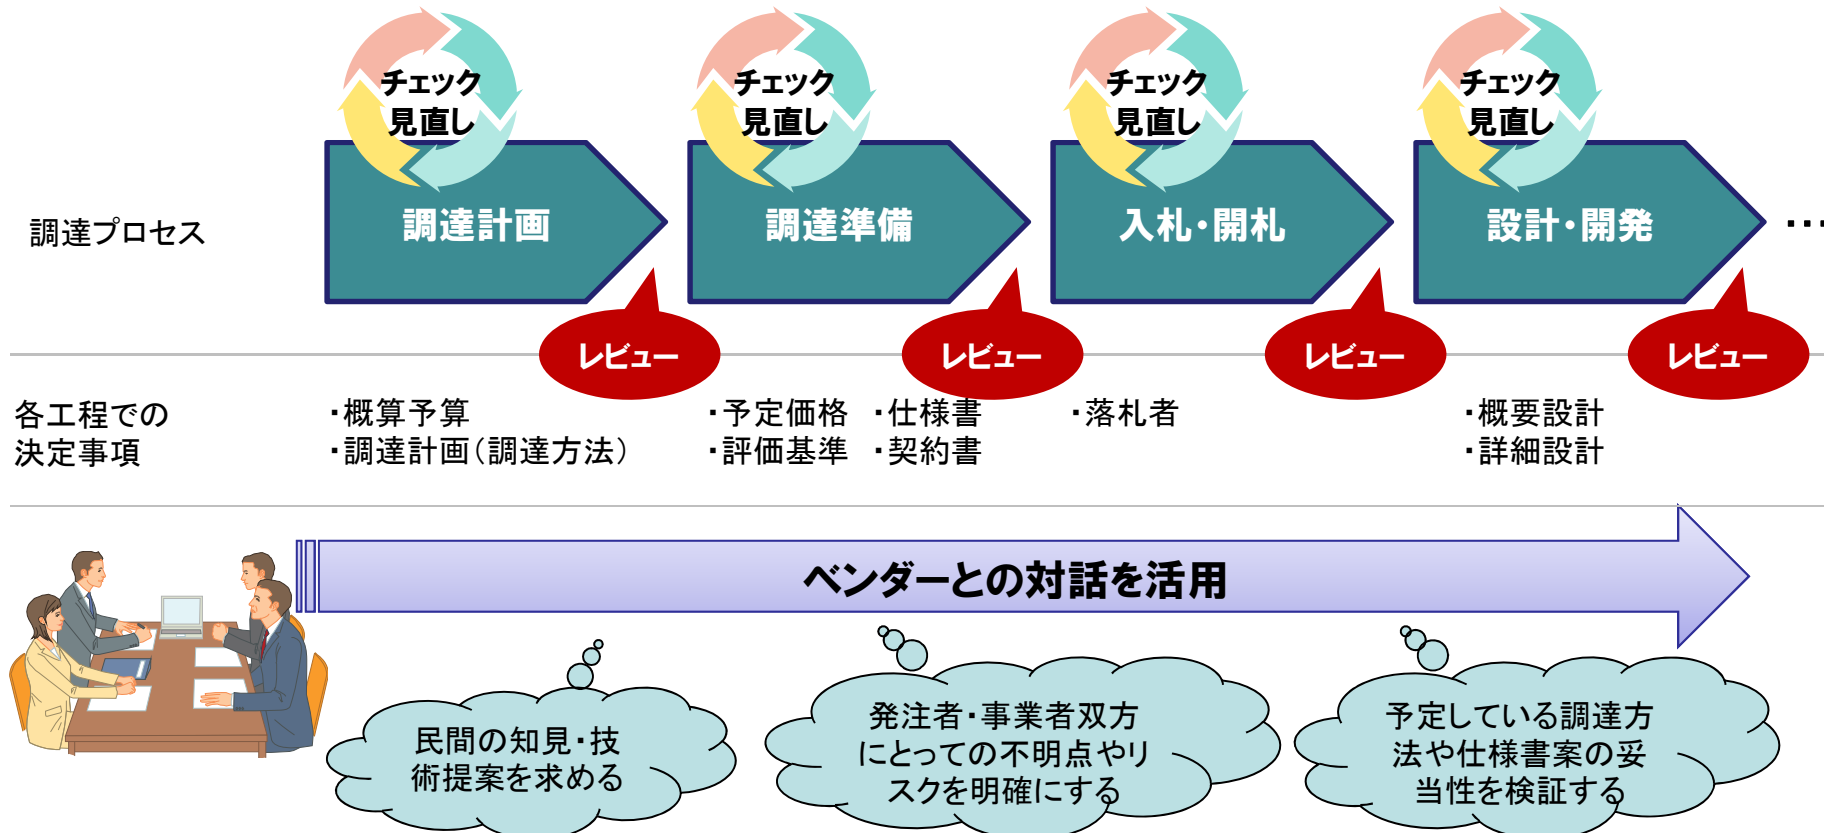 チェック
見直し
チェック
見直し
チェック
見直し
チェック
見直し
調達プロセス
調達計画
調達準備
入札・開札
設計・開発
…
レビュー
レビュー
レビュー
レビュー
各工程での
決定事項
・概算予算
・調達計画(調達方法)
・予定価格
・評価基準
・仕様書
・契約書
・落札者
・概要設計
・詳細設計
ベンダーとの対話を活用
民間の知見・技
術提案を求める
発注者・事業者双方
にとっての不明点やリ
スクを明確にする
予定している調達方
法や仕様書案の妥
当性を検証する